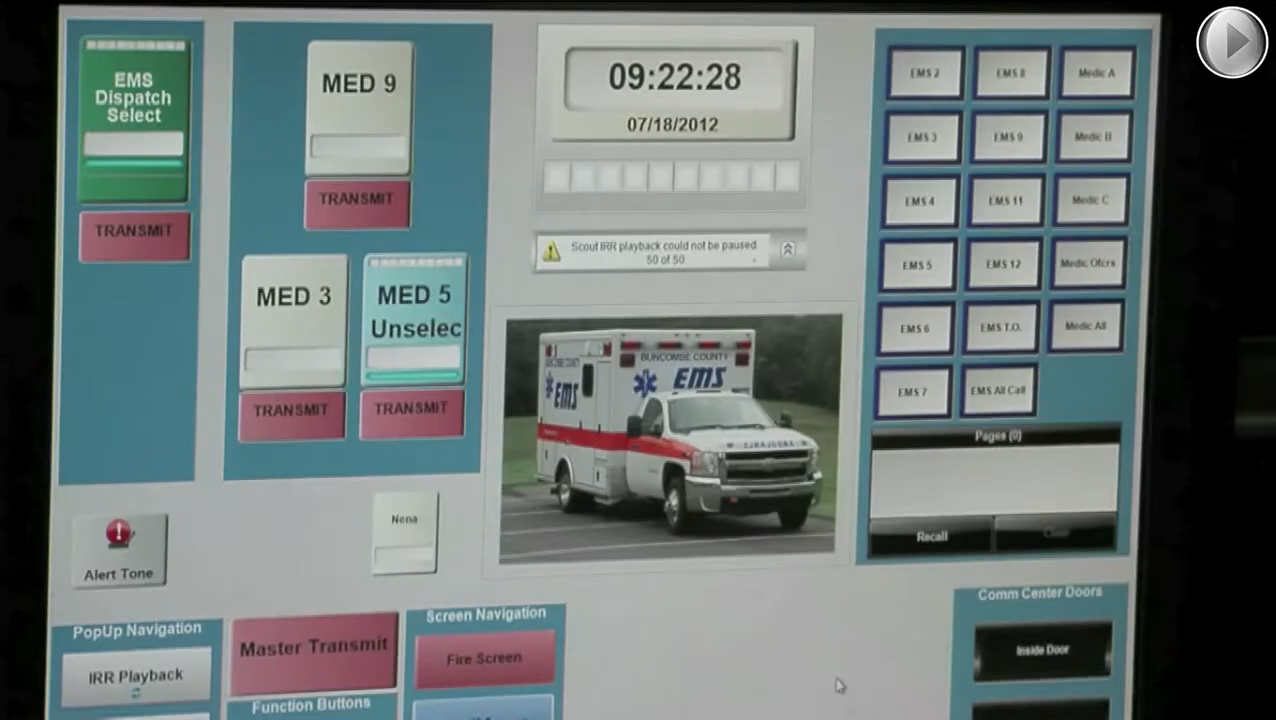 EMS
Dispatch
Select
TRANSMIT
MED 9
TRANSMIT
MED 3
TRANSMIT
MED 5
Unselec
TRANSMIT
09:22:28
07/18/2012
Scout IRR playback could not be paused.
50 of 50
BUNCOMBE COUNTY
EMS
EMS
EMS 2
EMS 8
Medic A
EMS 3
EMS 9
Medic B
EMS 4
EMS 11
Medic C
EMS 5
EMS 12
Medic Ofcrs
EMS 6
EMS T.O.
Medic All
EMS 7
EMS All Call
Pages (0)
Recall
Alert Tone
Nena
PopUp Navigation
IRR Playback
Master Transmit
Function Buttons
Screen Navigation
Fire Screen
Comm Center Doors
Inside Door